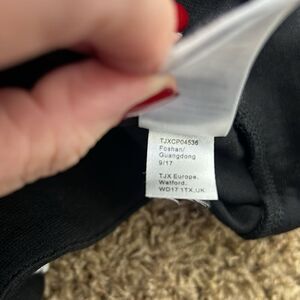 TJXCP04536
Foshan/
Guangdong
9/17
TJX Europe,
Watford,
WD17 1TX,UK